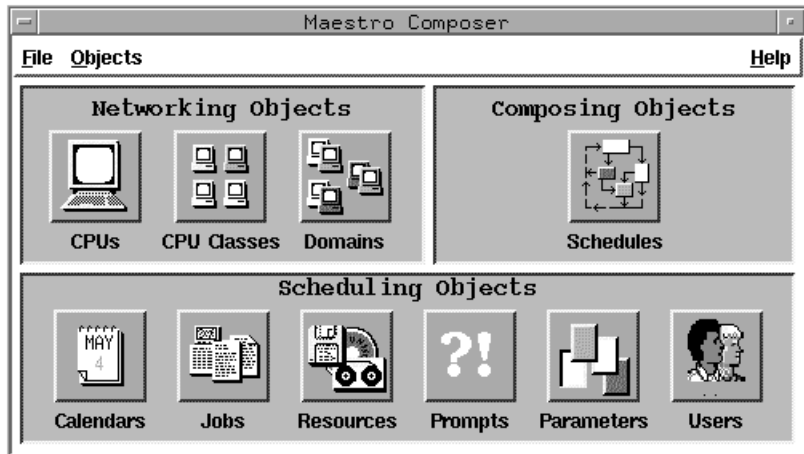 Maestro Composer
File Objects Help
Networking Objects
CPUs CPU Classes Domains
Composing Objects
Schedules
Scheduling Objects
MAY
4
?!
Calendars Jobs Resources Prompts Parameters Users